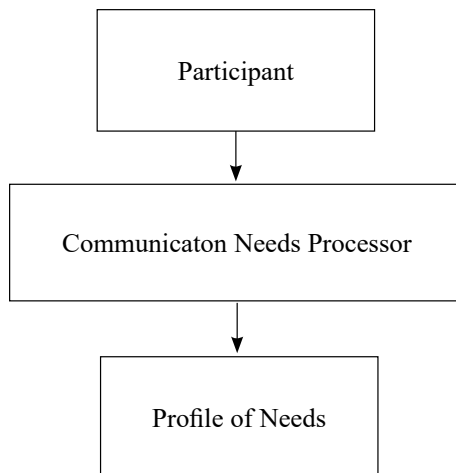 Participant
Communicaton Needs Processor
Profile of Needs